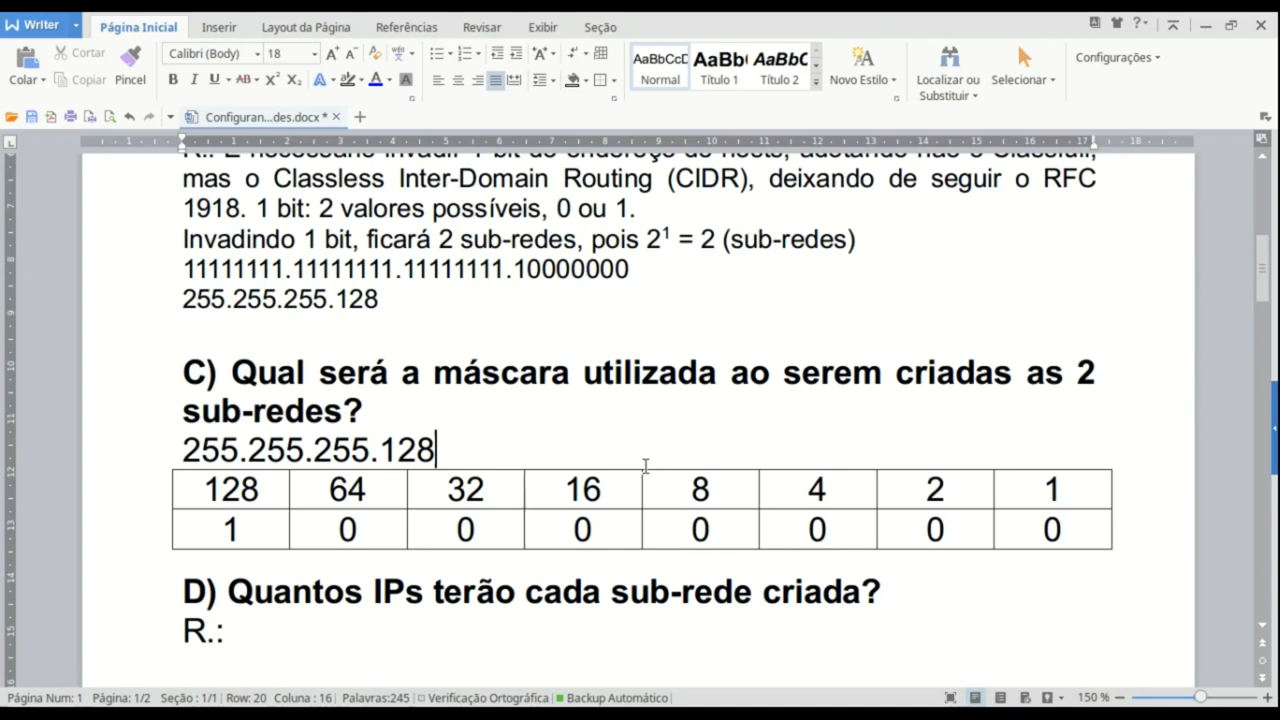 Writer
Página Inicial Inserir Layout da Página Referências Revisar Exibir Seção
Colar Cortar Copiar Pincel
Calibri (Body) 18
AaBbCcD AaBb AaBbC
Normal Título 1 Título 2
Novo Estilo
Localizar ou
Substituir
Selecionar
Configurações
Configuran...des.docx *
mas o Classless Inter-Domain Routing (CIDR), deixando de seguir o RFC
1918. 1 bit: 2 valores possíveis, 0 ou 1.
Invadindo 1 bit, ficará 2 sub-redes, pois 2¹ = 2 (sub-redes)
11111111.11111111.11111111.10000000
255.255.255.128
C) Qual será a máscara utilizada ao serem criadas as 2
sub-redes?
255.255.255.128
128 64 32 16 8 4 2 1
1 0 0 0 0 0 0 0
D) Quantos IPs terão cada sub-rede criada?
R.:
Página Num: 1 Página: 1/2 Seção : 1/1 Row: 20 Coluna : 16 Palavras:245 Verificação Ortográfica Backup Automático 150 %